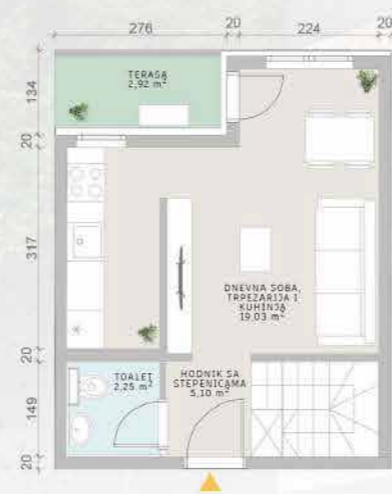 276 20 224 20
134
20
317
20
149
20
TERASA
2,92 m²
DNEVNA SOBA,
TRPEZARIJA I
KUHINJA
19,03 m²
TOALET
2,25 m²
HODNIK SA
STEPENICAMA
5,10 m²